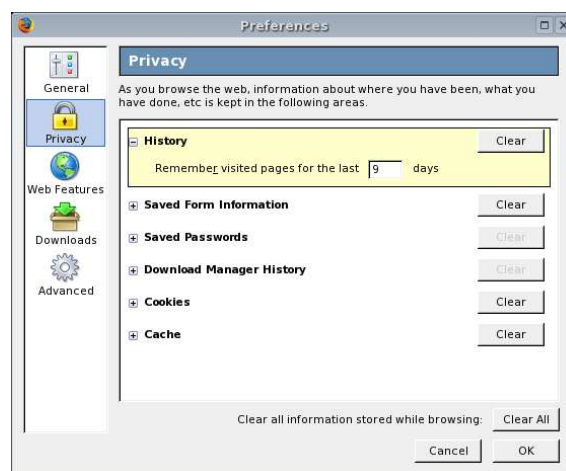 Preferences
General
Privacy
Web Features
Downloads
Advanced
Privacy
As you browse the web, information about where you have been, what you
have done, etc is kept in the following areas.
History Clear
Remember visited pages for the last 9 days
Saved Form Information Clear
Saved Passwords Clear
Download Manager History Clear
Cookies Clear
Cache Clear
Clear all information stored while browsing: Clear All
Cancel OK